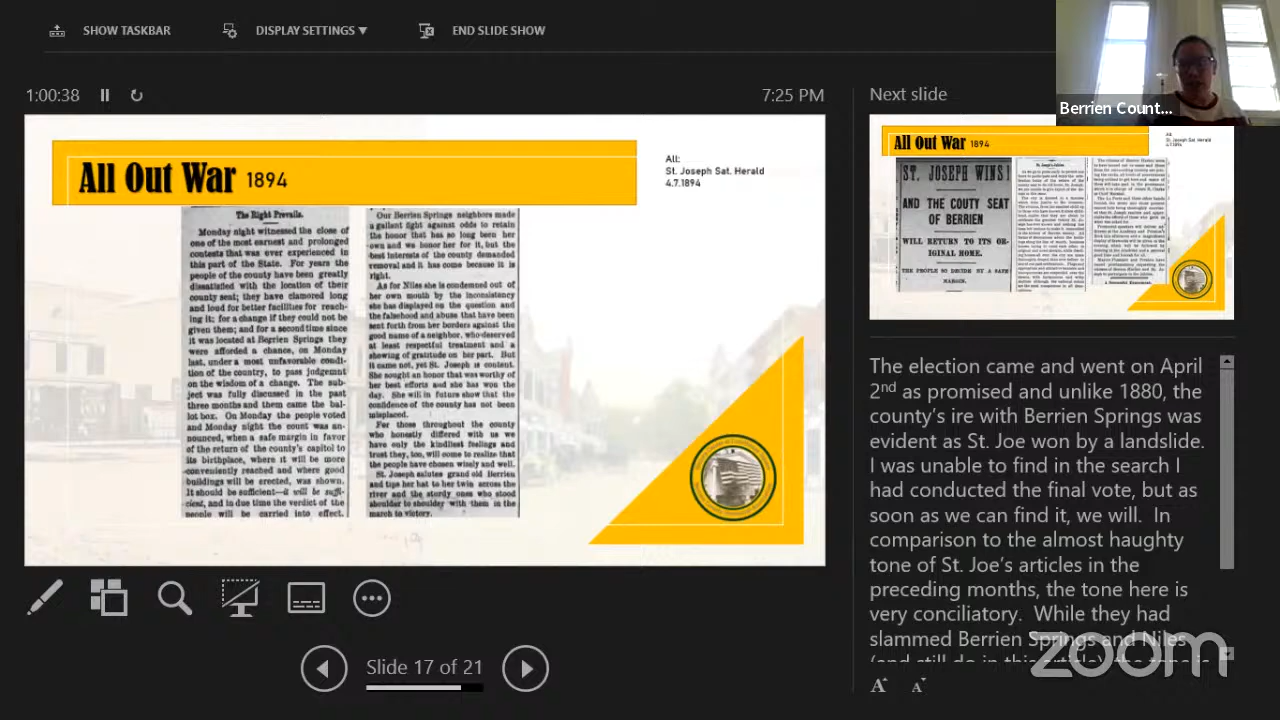 SHOW TASKBAR
DISPLAY SETTINGS
END SLIDE SHOW
Berrien Count...
1:00:38
7:25 PM
Next slide
All Out War 1894
All:
St. Joseph Sat. Herald
4.7.1894
The Right Prevails.
Monday night witnessed the close of
one of the most earnest and prolonged
contests that was ever experienced in
this part of the State. For years the
people of the county have been greatly
dissatisfied with the location of their
county seat; they have clamored long
and loud for better facilities for reach-
ing it; for a change if they could not be
given them; and for a second time since
it was located at Berrien Springs they
were afforded a chance, on Monday
last, under a most unfavorable condi-
tion of the country, to pass judgemnt
on the wisdom of a change. The sub-
ject was fully discussed in the past
three months and them came the bal-
lot box. On Monday the people voted
and Monday night the count was an-
nounced, when a safe margin in favor
of the return of the county's capitol to
its birthplace, where it will be more
conveniently reached and where good
buildings will be erected, was shown.
It should be sufficient—it will be suffi-
cient, and in due time the verdict of the
people will be carried into effect.
Our Berrien Springs neighbors made
a gallant fight against odds to retain
the honor that has so long been her
own and we honor her for it, but the
best interests of the county demanded
removal and it has come because it is
right.
As for Niles she is condemned out of
her own mouth by the inconsistency
she has displayed on the question and
the falsehood and abuse that have been
sent forth from her borders against the
good name of a neighbor, who deserved
at least respectful treatment and a
showing of gratitude on her part. But
it came not, yet St. Joseph is content.
She sought an honor that was worthy of
her best efforts and she has won the
day. She will in future show that the
confidence of the county has not been
misplaced.
For those throughout the county
who honestly differed with us we
have only the kindliest feelings and
trust they, too, will come to realize that
the people have chosen wisely and well.
St. Joseph salutes grand old Berrien
and tips her hat to her twin across the
river and the sturdy ones who stood
shoulder to shoulder with them in the
march to victory.
All Out War 1894
All:
St. Joseph Sat. Herald
4.7.1894
ST. JOSEPH WINS!
AND THE COUTY SEAT
OF BERRIEN
WILL RETURN TO ITS OR-
IGINAL HOME.
THE PEOPLE SO DECIDE BY A SAFE
MARGIN.
The election came and went on April
2nd as promised and unlike 1880, the
county's ire with Berrien Springs was
evident as St. Joe won by a landslide.
I was unable to find in the search I
had conducted the final vote, but as
soon as we can find it, we will. In
comparison to the almost haughty
tone of St. Joe's articles in the
preceding months, the tone here is
very conciliatory. While they had
slammed Berrien Springs and Niles
(and still do in this article) the tone is
Slide 17 of 21
A
A
zoom